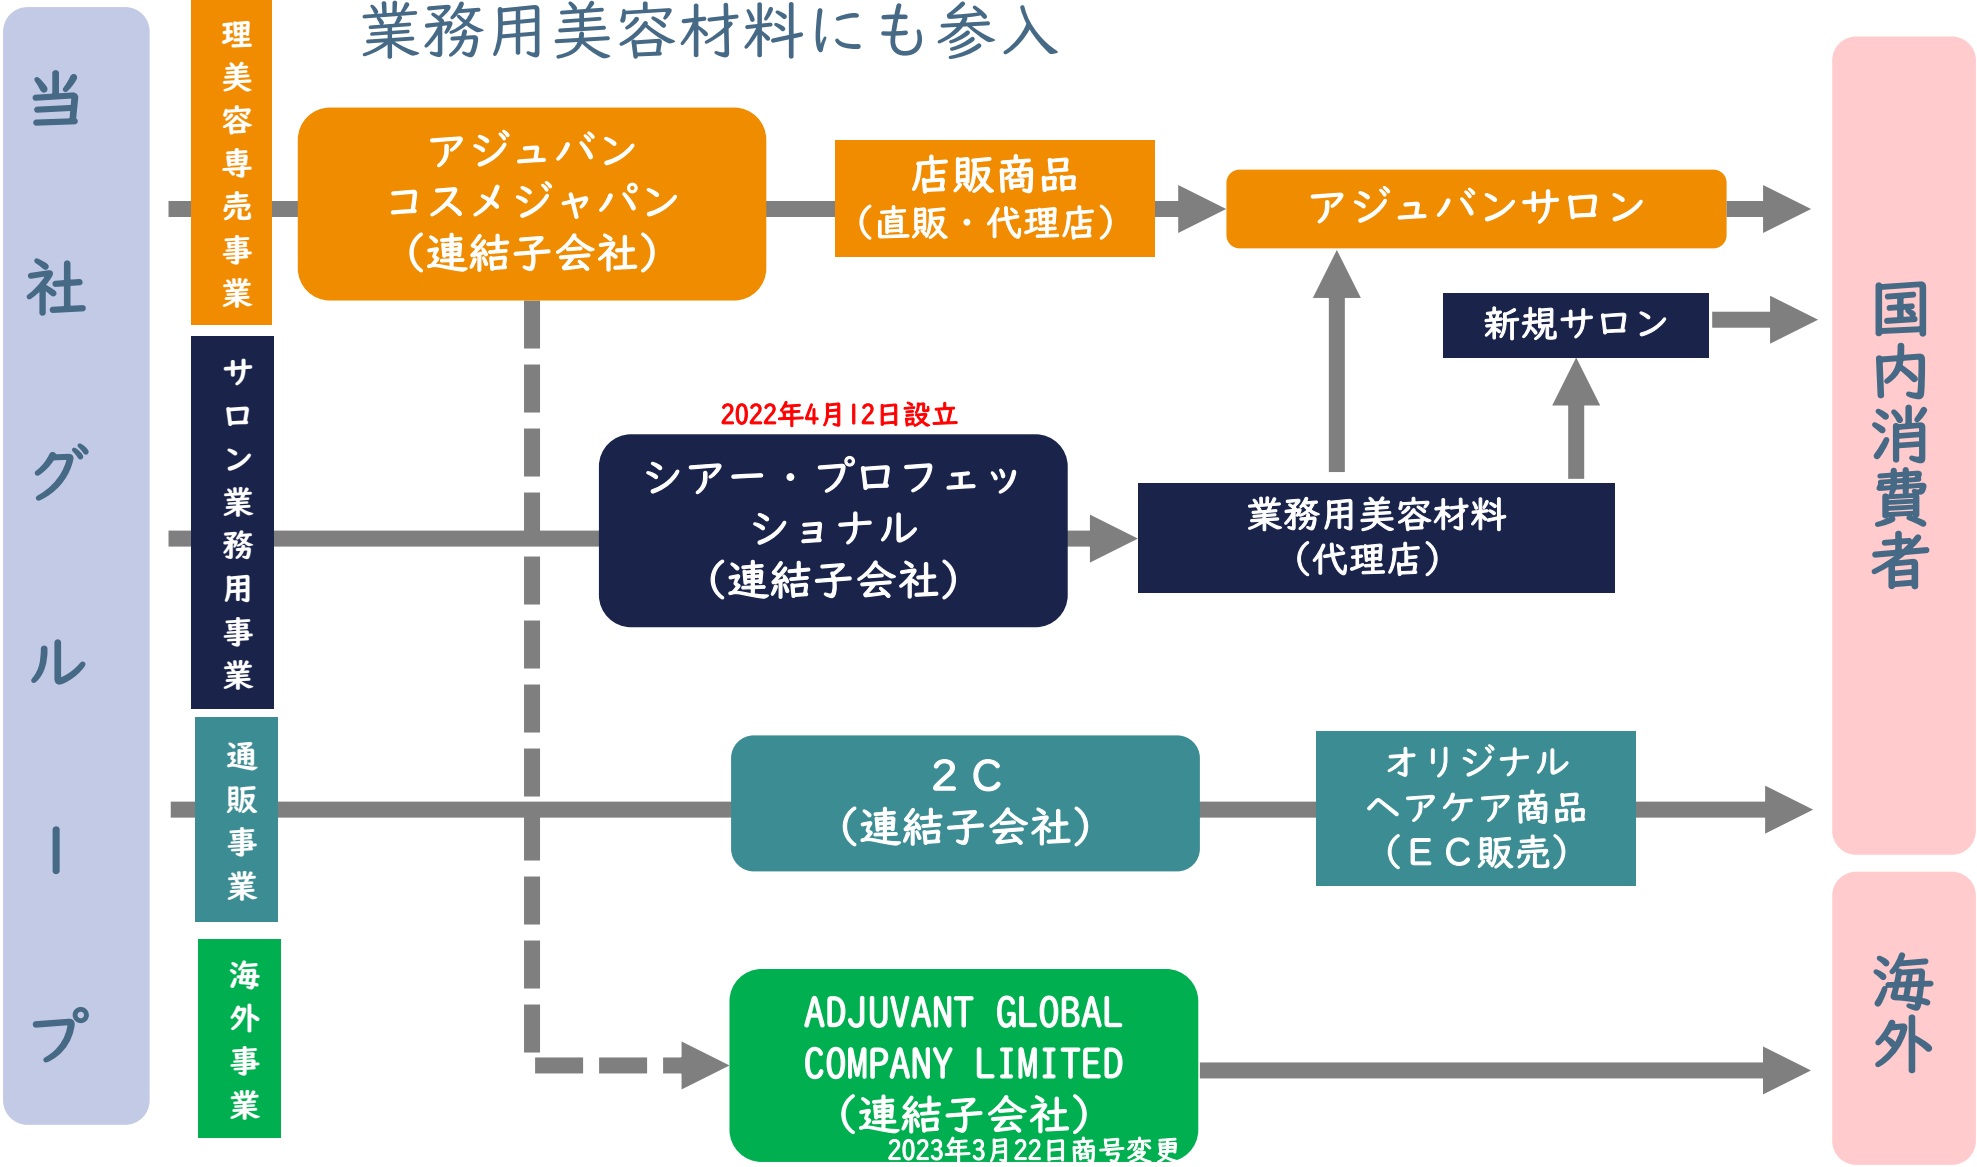 業務用美容材料にも参入
当社グループ
理美容専売事業
アジュバン
コスメジャパン
（連結子会社）
店販商品
（直販・代理店）
アジュバンサロン
新規サロン
サロン業務用事業
2022年4月12日設立
シアー・プロフェッ
ショナル
（連結子会社）
業務用美容材料
（代理店）
通販事業
２Ｃ
（連結子会社）
オリジナル
ヘアケア商品
（ＥＣ販売）
海外事業
ADJUVANT GLOBAL
COMPANY LIMITED
（連結子会社）
2023年3月22日商号変更
国内消費者
海外